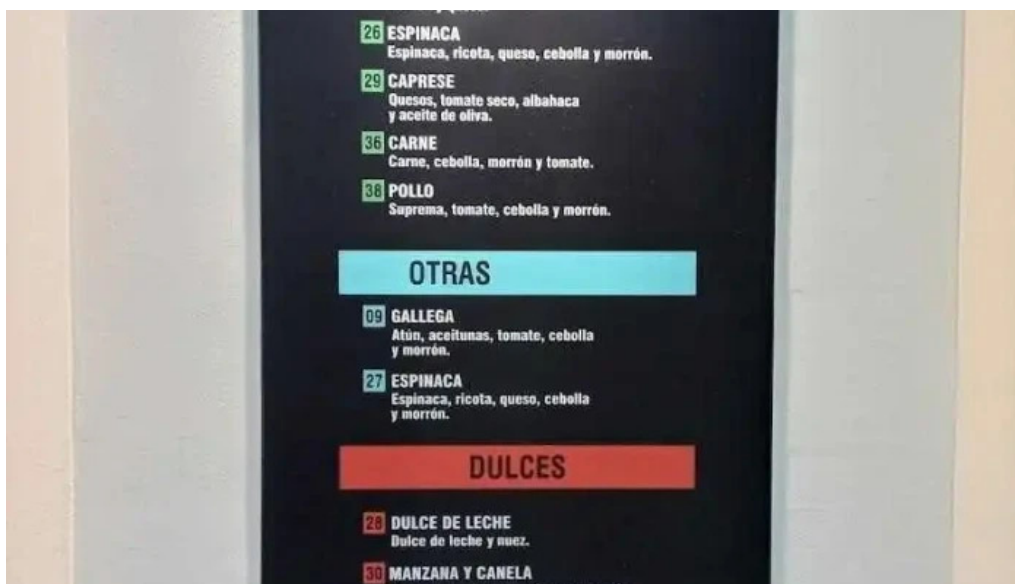 26 ESPINACA
Espinaca, ricota, queso, cebolla y morrón.
29 CAPRESE
Quesos, tomate seco, albahaca
y aceite de oliva.
36 CARNE
Carne, cebolla, morrón y tomate.
38 POLLO
Suprema, tomate, cebolla y morrón.
OTRAS
09 GALLEGA
Atún, aceitunas, tomate, cebolla
y morrón.
27 ESPINACA
Espinaca, ricota, queso, cebolla
y morrón.
DULCES
28 DULCE DE LECHE
Dulce de leche y nuez.
30 MANZANA Y CANELA